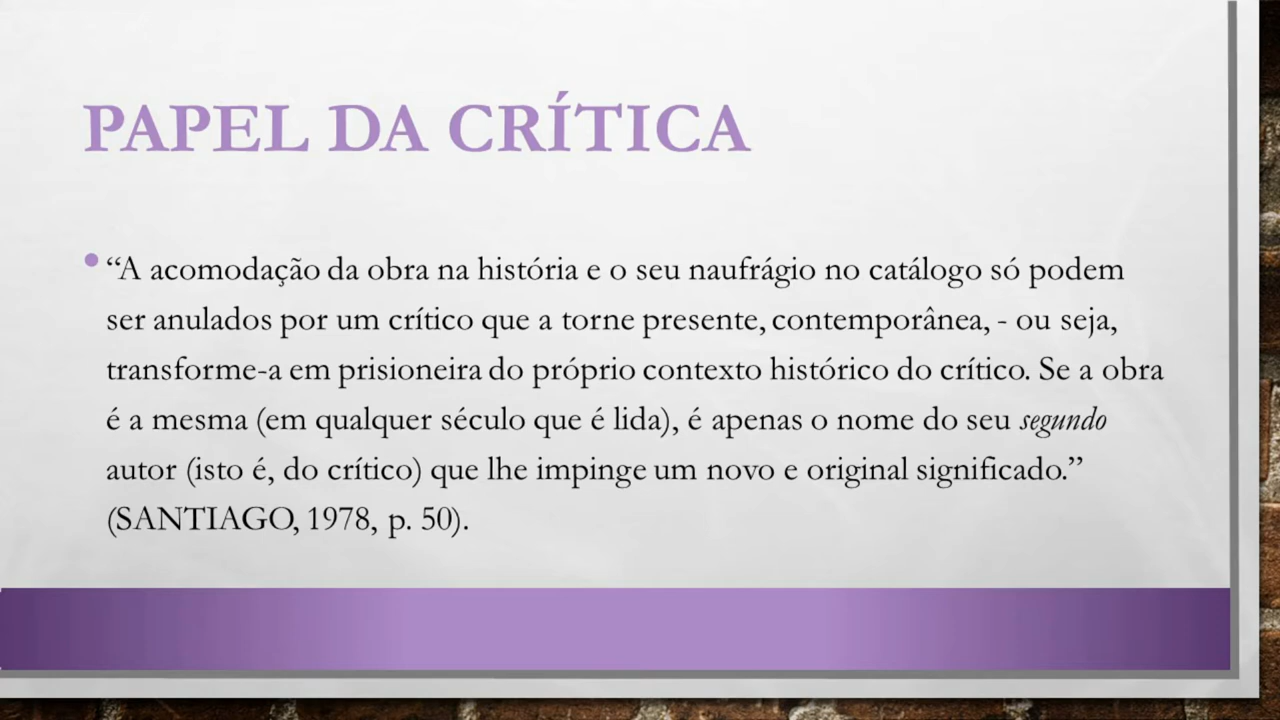 PAPEL DA CRÍTICA
• “A acomodação da obra na história e o seu naufrágio no catálogo só podem
ser anulados por um crítico que a torne presente, contemporânea, - ou seja,
transforme-a em prisioneira do próprio contexto histórico do crítico. Se a obra
é a mesma (em qualquer século que é lida), é apenas o nome do seu segundo
autor (isto é, do crítico) que lhe impinge um novo e original significado.”
(SANTIAGO, 1978, p. 50).